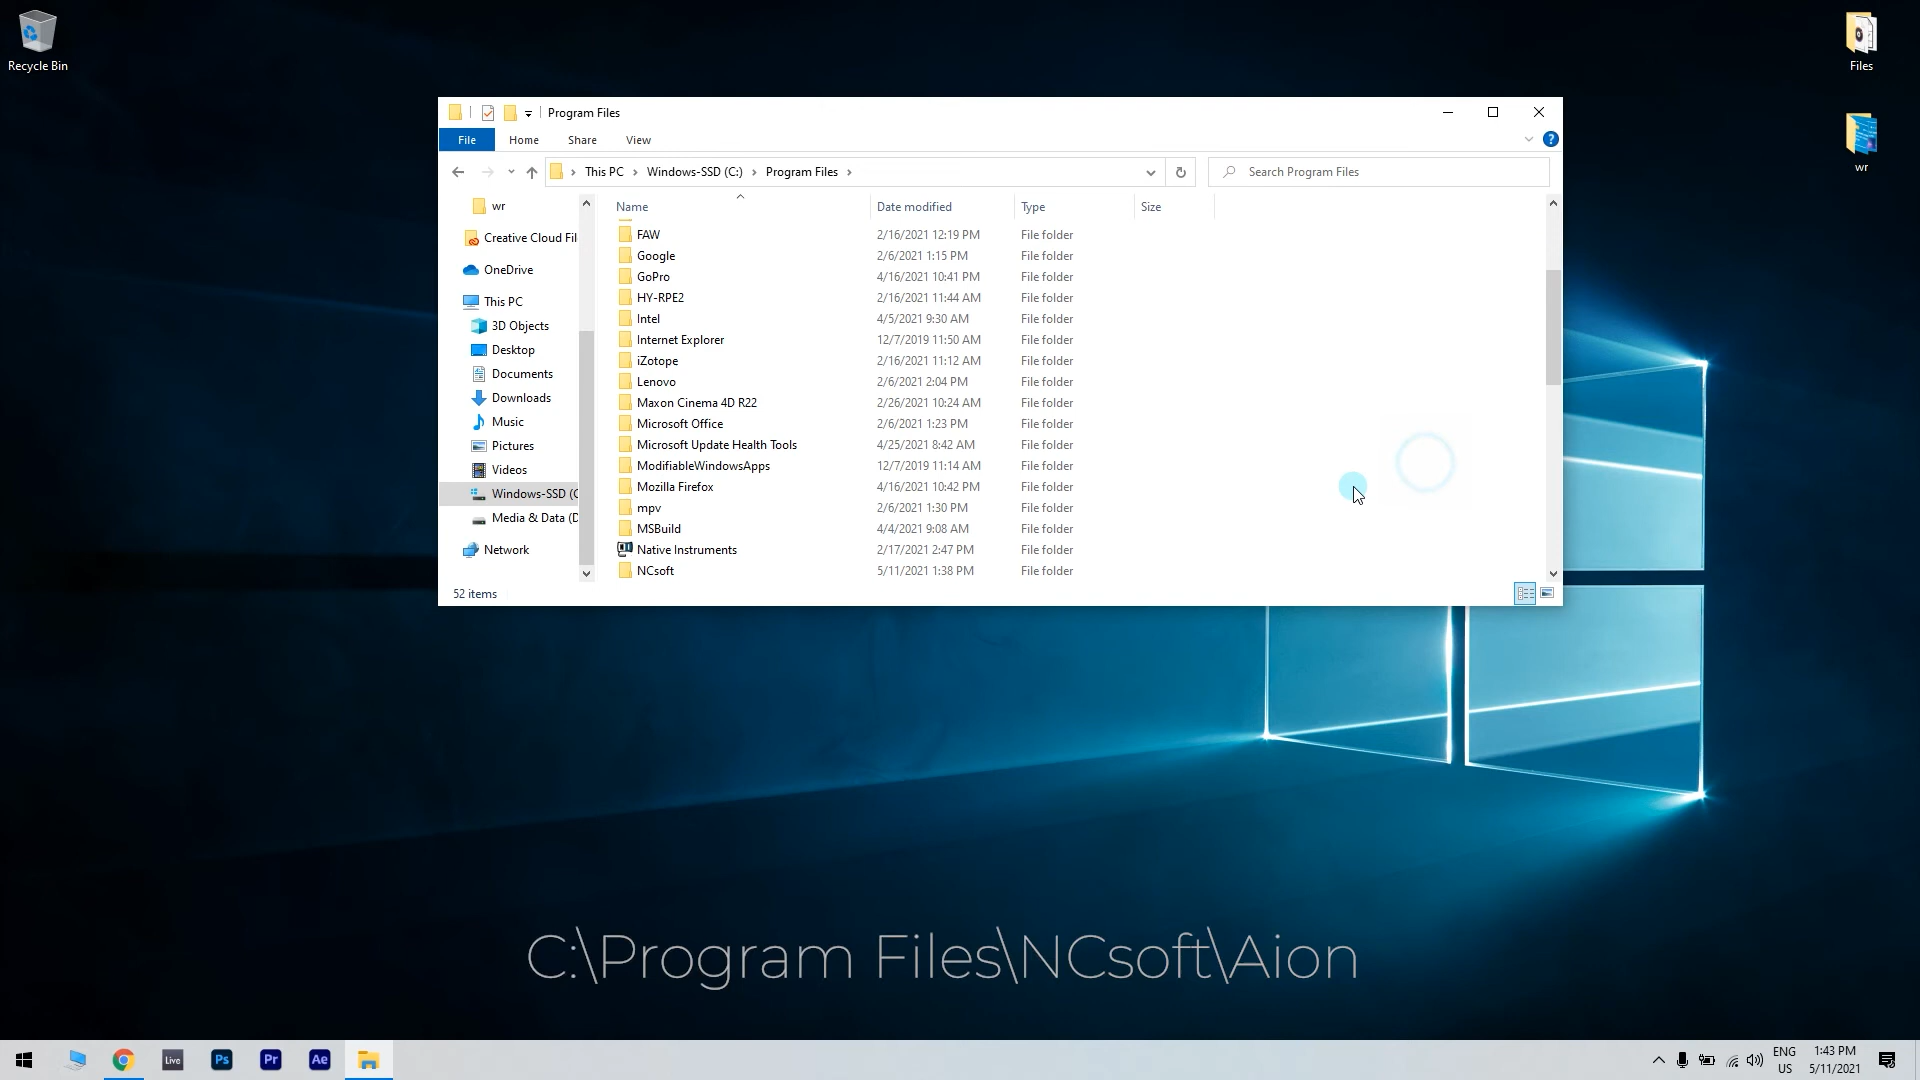 Recycle Bin
Files
wr
Program Files
File Home Share View
This PC Windows-SSD (C:) Program Files
Search Program Files
wr
Creative Cloud Fil
OneDrive
This PC
3D Objects
Desktop
Documents
Downloads
Music
Pictures
Videos
Windows-SSD (C
Media & Data (D
Network
Name Date modified Type Size
FAW 2/16/2021 12:19 PM File folder
Google 2/6/2021 1:15 PM File folder
GoPro 4/16/2021 10:41 PM File folder
HY-RPE2 2/16/2021 11:44 AM File folder
Intel 4/5/2021 9:30 AM File folder
Internet Explorer 12/7/2019 11:50 AM File folder
iZotope 2/16/2021 11:12 AM File folder
Lenovo 2/6/2021 2:04 PM File folder
Maxon Cinema 4D R22 2/26/2021 10:24 AM File folder
Microsoft Office 2/6/2021 1:23 PM File folder
Microsoft Update Health Tools 4/25/2021 8:42 AM File folder
ModifiableWindowsApps 12/7/2019 11:14 AM File folder
Mozilla Firefox 4/16/2021 10:42 PM File folder
mpv 2/6/2021 1:30 PM File folder
MSBuild 4/4/2021 9:08 AM File folder
Native Instruments 2/17/2021 2:47 PM File folder
NCsoft 5/11/2021 1:38 PM File folder
52 items
C:\Program Files\NCsoft\Aion
Live Ps Pr Ae
ENG
US
1:43 PM
5/11/2021